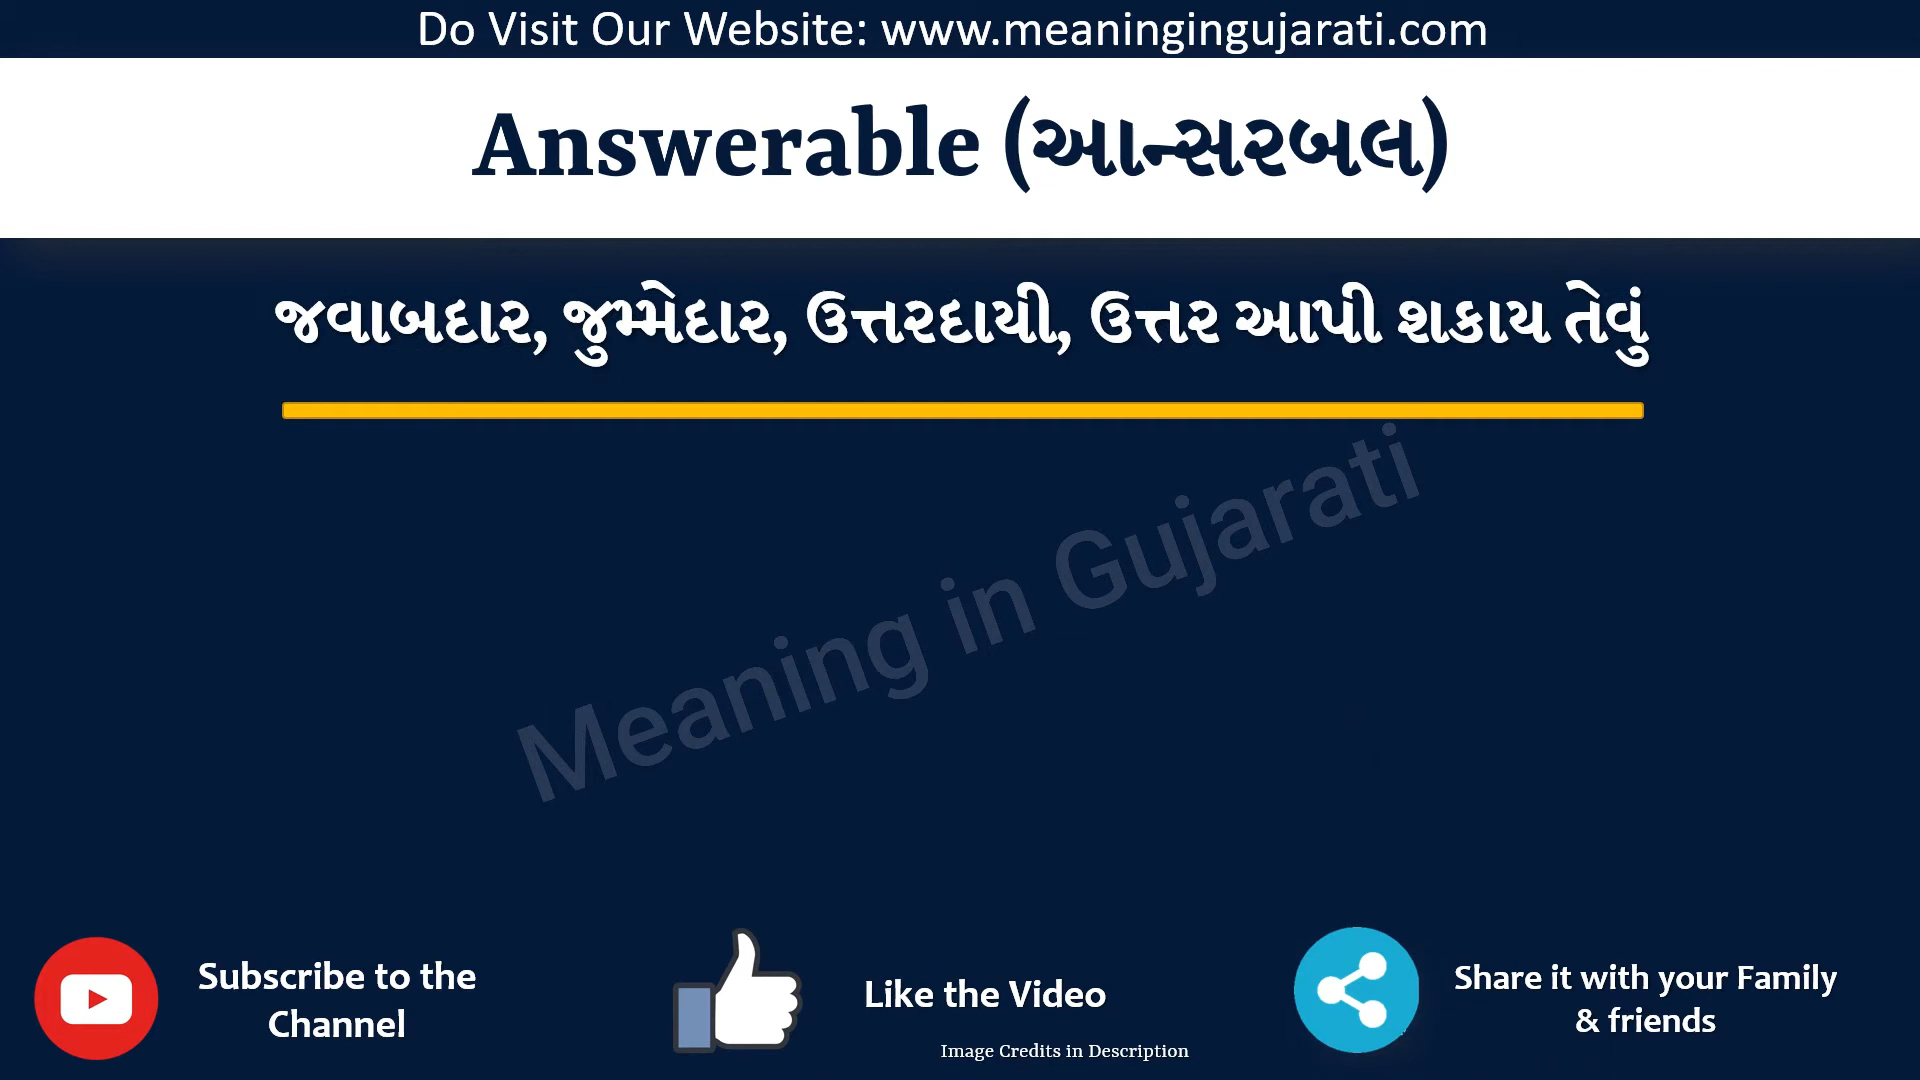 Do Visit Our Website: www.meaningingujarati.com
Answerable (આન્સરબલ)
જવાબદાર, જુમ્મેદાર, ઉત્તરદાયી, ઉત્તર આપી શકાય તેવું
Meaning in Gujarati
Subscribe to the
Channel
Like the Video
Share it with your Family
& friends
Image Credits in Description